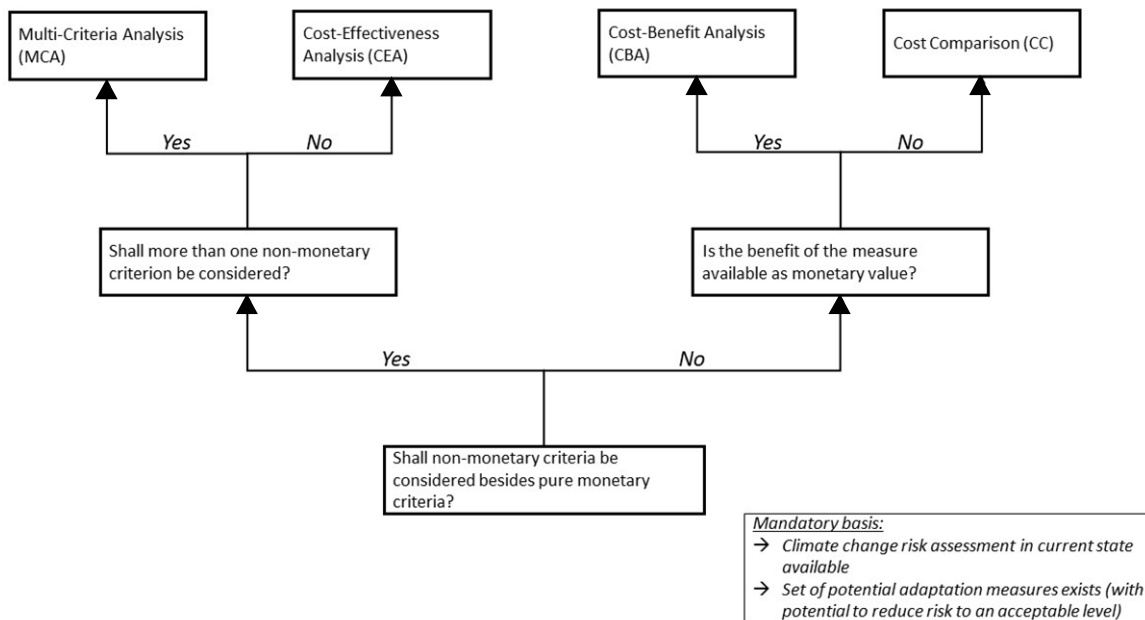 Multi-Criteria Analysis
(MCA)
Cost-Effectiveness
Analysis (CEA)
Cost-Benefit Analysis
(CBA)
Cost Comparison (CC)
Yes
No
Yes
No
Shall more than one non-monetary
criterion be considered?
Is the benefit of the measure
available as monetary value?
Yes
No
Shall non-monetary criteria be
considered besides pure monetary
criteria?
Mandatory basis:
→ Climate change risk assessment in current state
available
→ Set of potential adaptation measures exists (with
potential to reduce risk to an acceptable level)